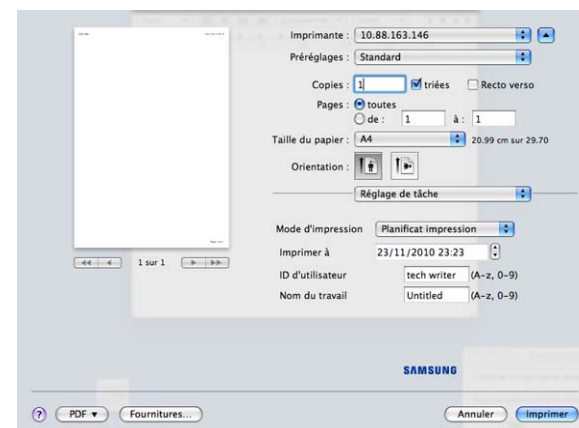 Imprimante : 10.88.163.146
Préréglages : Standard
Copies : 1 triées Recto verso
Pages : toutes
de : 1 à : 1
Taille du papier : A4 20.99 cm sur 29.70
Orientation :
Réglage de tâche
Mode d'impression Planificat impression
Imprimer à 23/11/2010 23:23
1 sur 1
ID d'utilisateur tech writer (A-z, 0-9)
Nom du travail Untitled (A-z, 0-9)
SAMSUNG
? PDF Fournitures... Annuler Imprimer